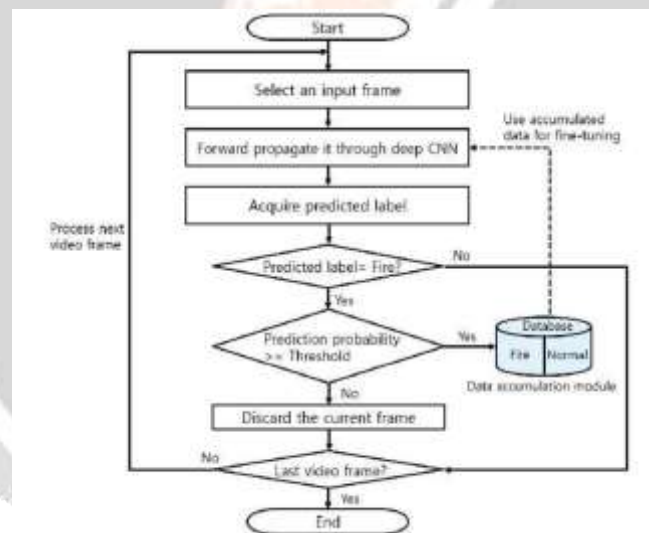 Start
Select an input frame
Use accumulated
data for fine-tuning
Forward propagate it through deep CNN
Acquire predicted label
Process next
video frame
No
Predicted label= Fire?
Yes
Prediction probability
>= Threshold
Yes
Database
Fire
Normal
Data accumulation module
No
Discard the current frame
No
Last video frame?
Yes
End